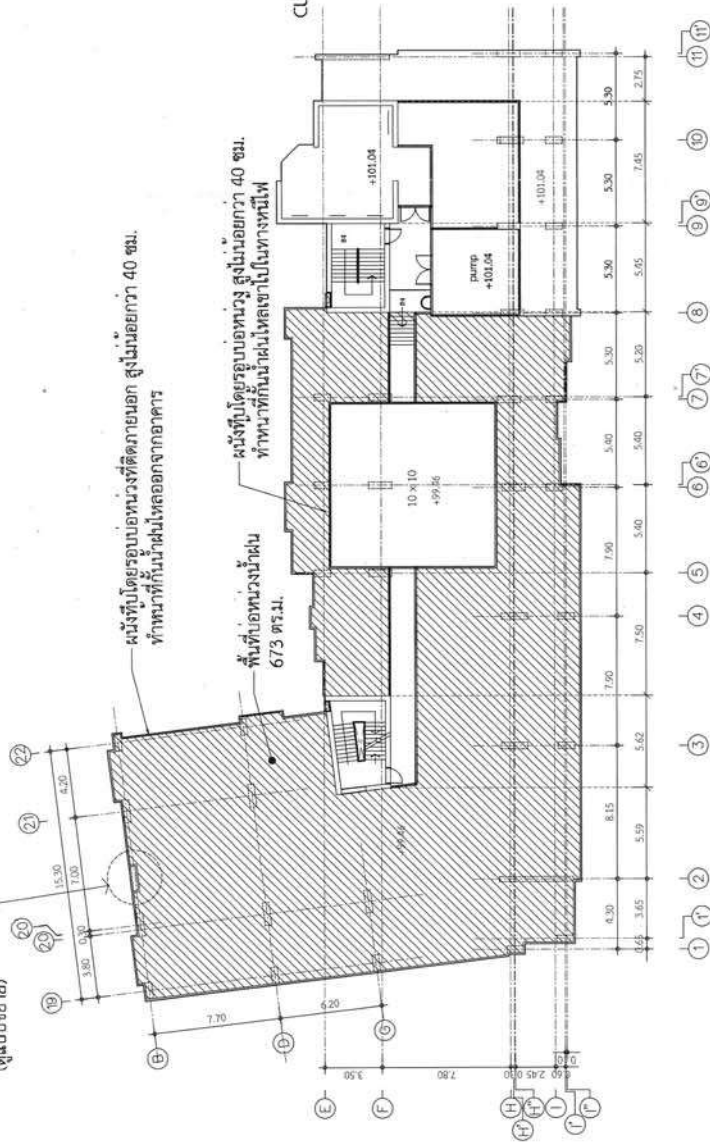 (ดูแบบขยาย)
ผนังทึบโดยรอบบ่อหน่วงที่ติดภายนอก สูงไม่น้อยกว่า 40 ซม.
ทำหน้าที่กั้นน้ำฝนไหลออกจากอาคาร
ผนังทึบโดยรอบบ่อหน่วง สูงไม่น้อยกว่า 40 ซม.
ทำหน้าที่กั้นน้ำฝนไหลเข้าไปในทางหนีไฟ
พื้นที่บ่อหน่วงน้ำฝน
673 ตร.ม.
19
20
20'
21
22
15.30
3.80
0.30
7.00
4.20
B
D
G
7.70
6.20
E
F
H
H'
H"
I
I'
I"
3.50
7.80
0.30
2.45
0.60
+99.46
10 x 10
+99.46
pump
+101.04
+101.04
+101.04
4.30
8.15
7.90
7.90
5.40
5.30
5.30
5.30
5.30
0.65
3.65
5.59
5.62
7.50
5.40
5.40
5.20
5.45
7.45
2.75
1
1'
2
3
4
5
6
6'
7
7'
8
9
9'
10
11
11'